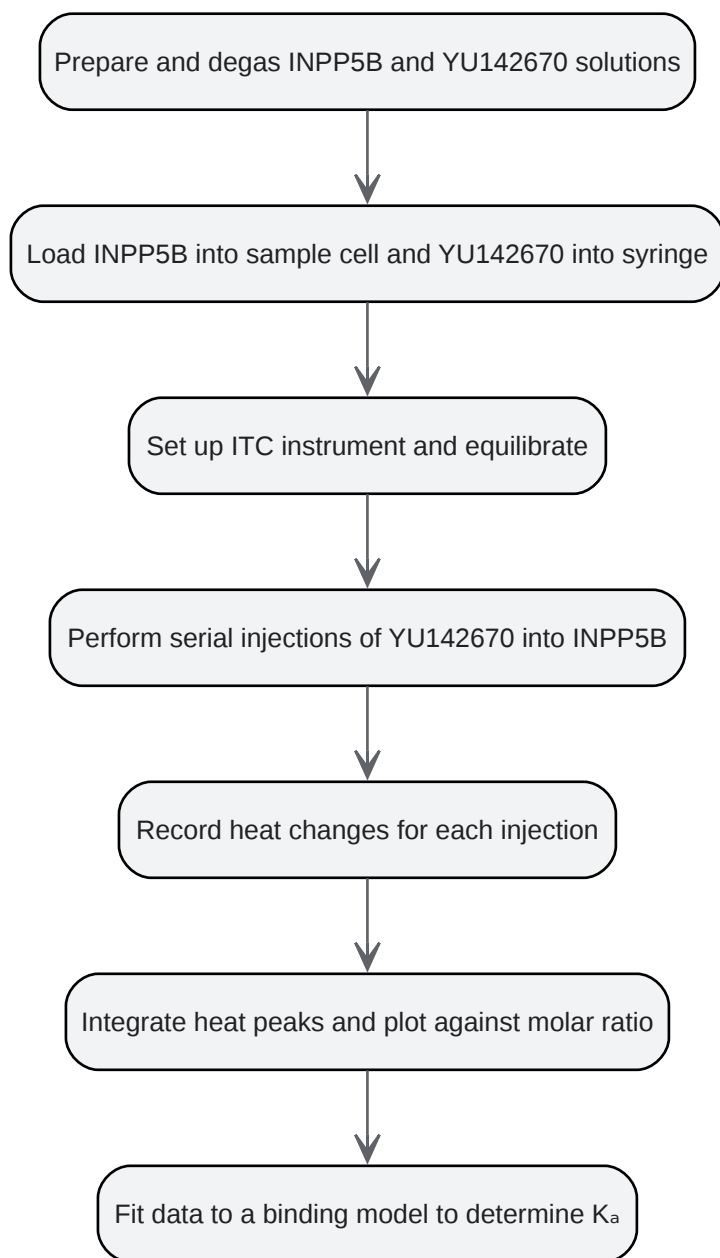 Prepare and degas INPP5B and YU142670 solutions
Load INPP5B into sample cell and YU142670 into syringe
Set up ITC instrument and equilibrate
Perform serial injections of YU142670 into INPP5B
Record heat changes for each injection
Integrate heat peaks and plot against molar ratio
Fit data to a binding model to determine Kₐ